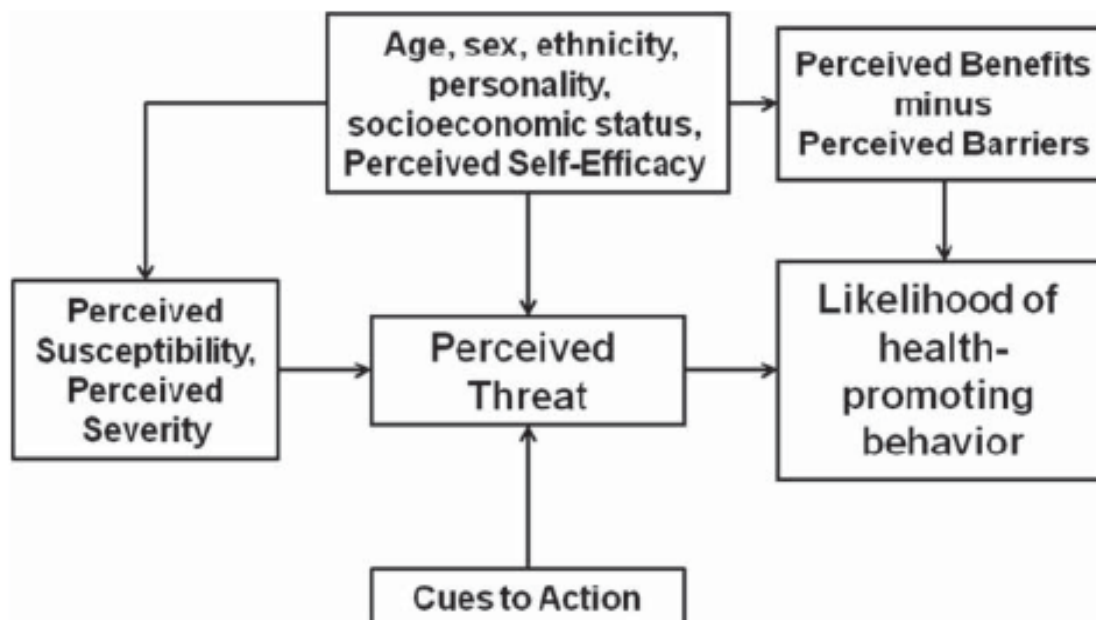 Age, sex, ethnicity,
personality,
socioeconomic status,
Perceived Self-Efficacy
Perceived Benefits
minus
Perceived Barriers
Perceived
Susceptibility,
Perceived
Severity
Perceived
Threat
Likelihood of
health-
promoting
behavior
Cues to Action